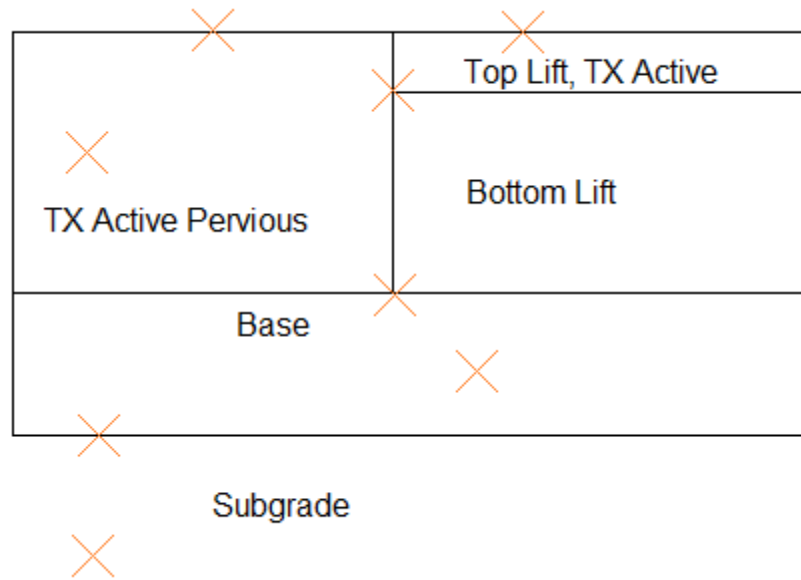 Top Lift, TX Active
Bottom Lift
TX Active Pervious
Base
Subgrade